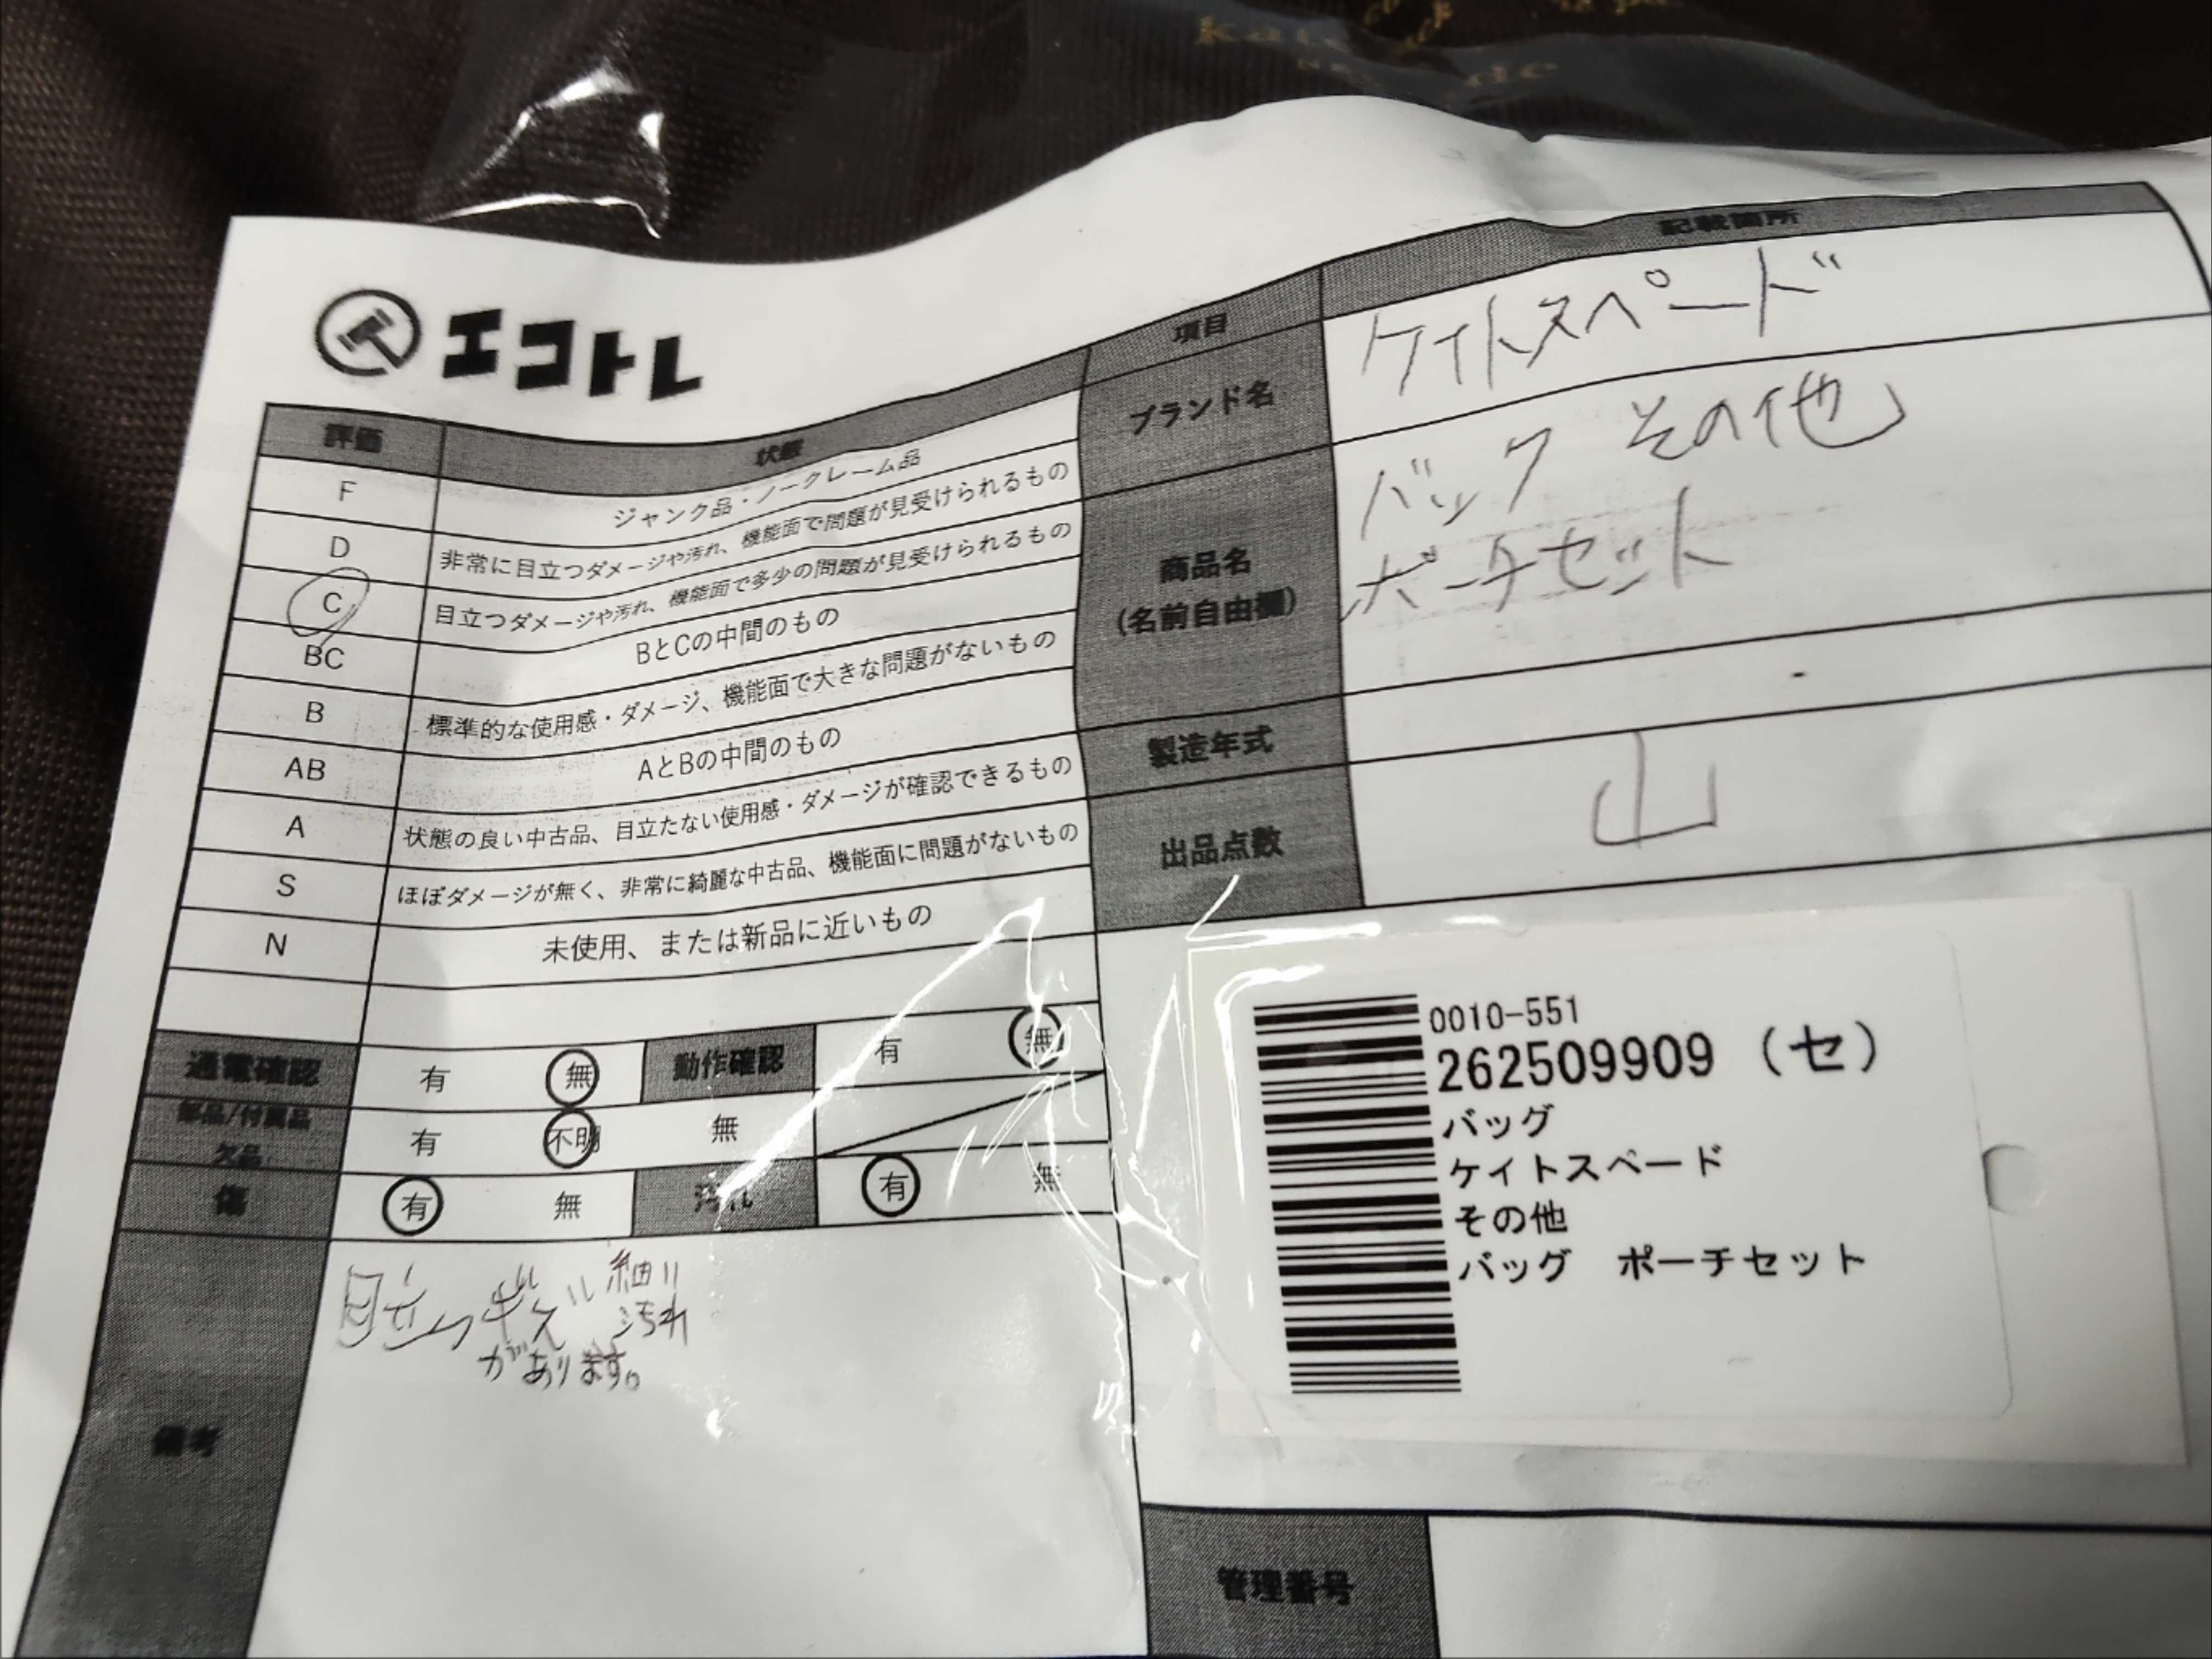 kate
エコトレ
評価 状態
F ジャンク品・ノークレーム品
D 非常に目立つダメージや汚れ、機能面で問題が見受けられるもの
C 目立つダメージや汚れ、機能面で多少の問題が見受けられるもの
BC BとCの中間のもの
B 標準的な使用感・ダメージ、機能面で大きな問題がないもの
AB AとBの中間のもの
A 状態の良い中古品、目立たない使用感・ダメージが確認できるもの
S ほぼダメージが無く、非常に綺麗な中古品、機能面に問題がないもの
N 未使用、または新品に近いもの
通電確認 有 無 動作確認 有 無
部品/付属品
欠品 有 不明 無
傷 有 無 汚れ 有 無
備考
目立つ キズ 細い
汚れ
があります。
項目 記載箇所
ブランド名 ケイトスペード
商品名
(名前自由欄)
バッグ その他
ポーチセット
製造年式
出品点数
0010-551
262509909 (セ)
バッグ
ケイトスペード
その他
バッグ ポーチセット
管理番号